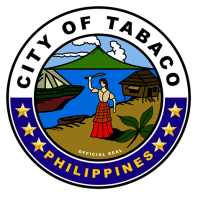 CITY OF TABACO
OFFICIAL SEAL
PHILIPPINES